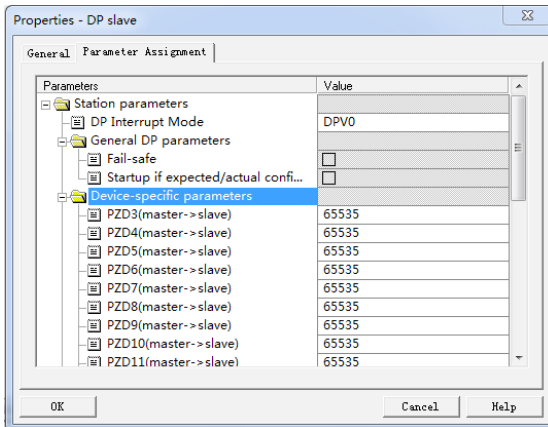 Properties - DP slave
General Parameter Assignment
Parameters Value
Station parameters
DP Interrupt Mode DPV0
General DP parameters
Fail-safe
Startup if expected/actual confi...
Device-specific parameters
PZD3(master->slave) 65535
PZD4(master->slave) 65535
PZD5(master->slave) 65535
PZD6(master->slave) 65535
PZD7(master->slave) 65535
PZD8(master->slave) 65535
PZD9(master->slave) 65535
PZD10(master->slave) 65535
PZD11(master->slave) 65535
OK Cancel Help